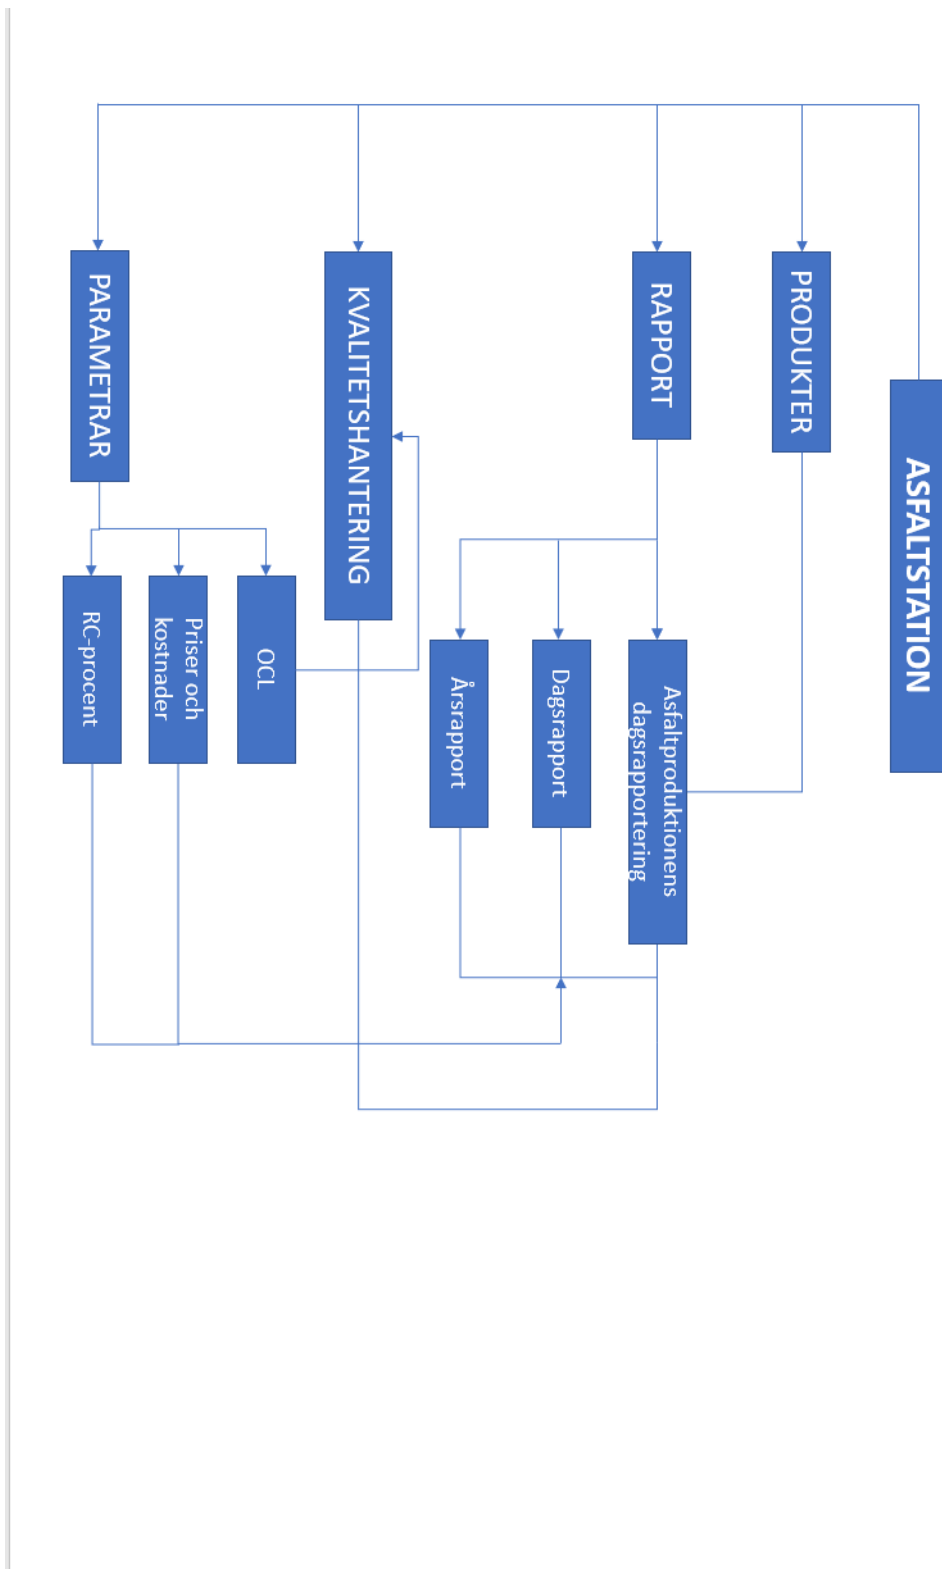 ASFALTSTATION
PRODUKTER
RAPPORT
Asfaltproduktionens
dagsrapportering
Dagsrapport
Årsrapport
KVALITETSHANTERING
PARAMETRAR
OCL
Priser och
kostnader
RC-procent